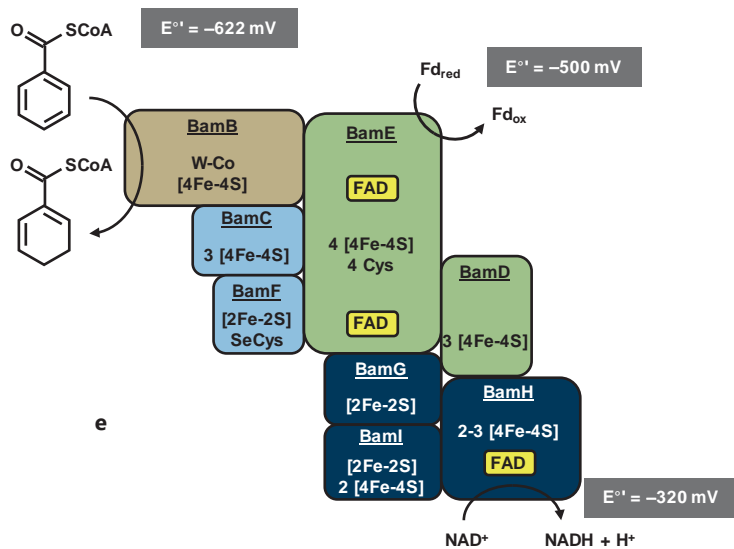 O
SCoA
E°' = –622 mV
Fd_red
E°' = –500 mV
Fd_ox
BamB
W-Co
[4Fe-4S]
BamE
FAD
4 [4Fe-4S]
4 Cys
FAD
O
SCoA
BamC
3 [4Fe-4S]
BamF
[2Fe-2S]
SeCys
BamD
3 [4Fe-4S]
BamG
[2Fe-2S]
BamH
2-3 [4Fe-4S]
FAD
e
BamI
[2Fe-2S]
2 [4Fe-4S]
E°' = –320 mV
NAD⁺
NADH + H⁺